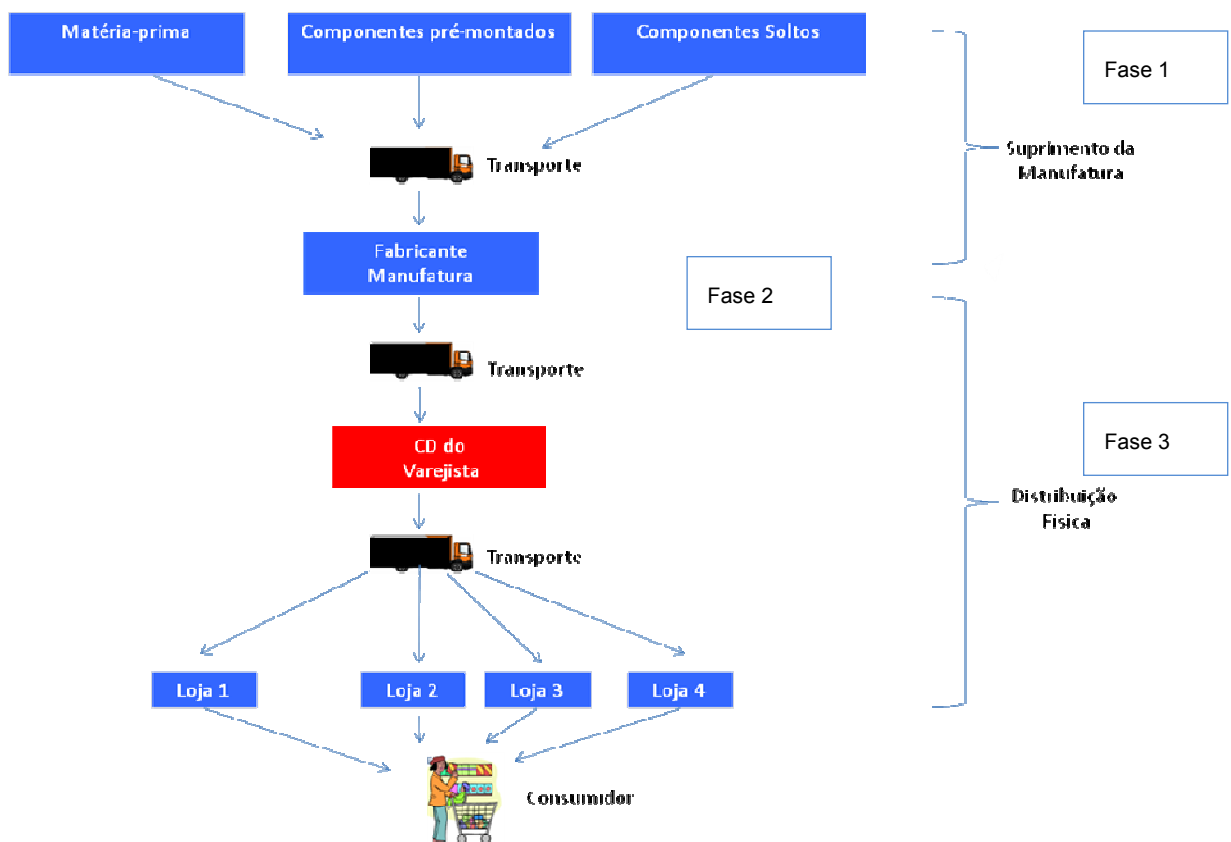 Matéria-prima
Componentes pré-montados
Componentes Soltos
Fase 1
Transporte
Suprimento da
Manufatura
Fabricante
Manufatura
Fase 2
Transporte
CD do
Varejista
Fase 3
Distribuição
Física
Transporte
Loja 1
Loja 2
Loja 3
Loja 4
Consumidor